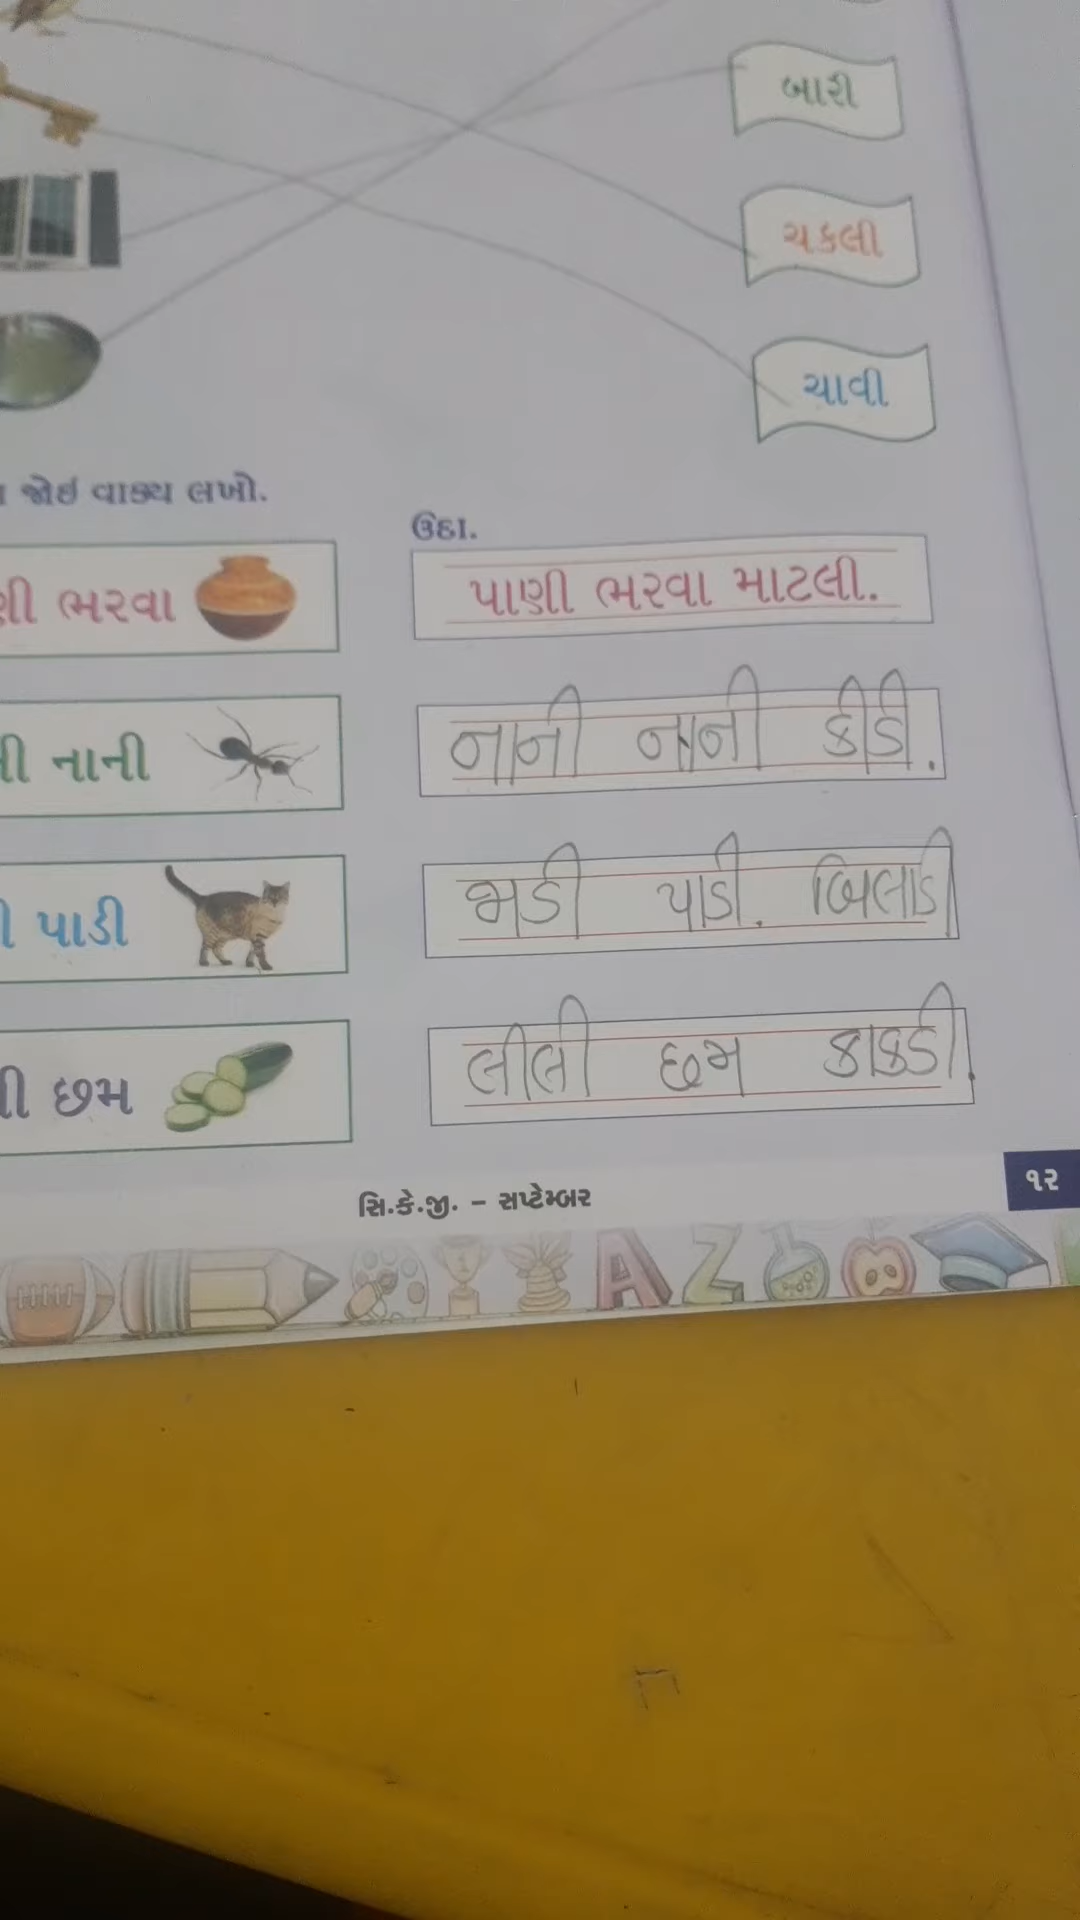 બારી
ચકલી
ચાવી
જોઈ વાક્ય લખો.
ઉદા.
ભરવા
પાણી ભરવા માટલી.
નાની
નાની નાની કીડી.
પાડી
ભડી પાડી. બિલાડી
છમ
લીલી છમ કાકડી.
સિ.કે.જી. - સપ્ટેમ્બર
૧૨
A Z